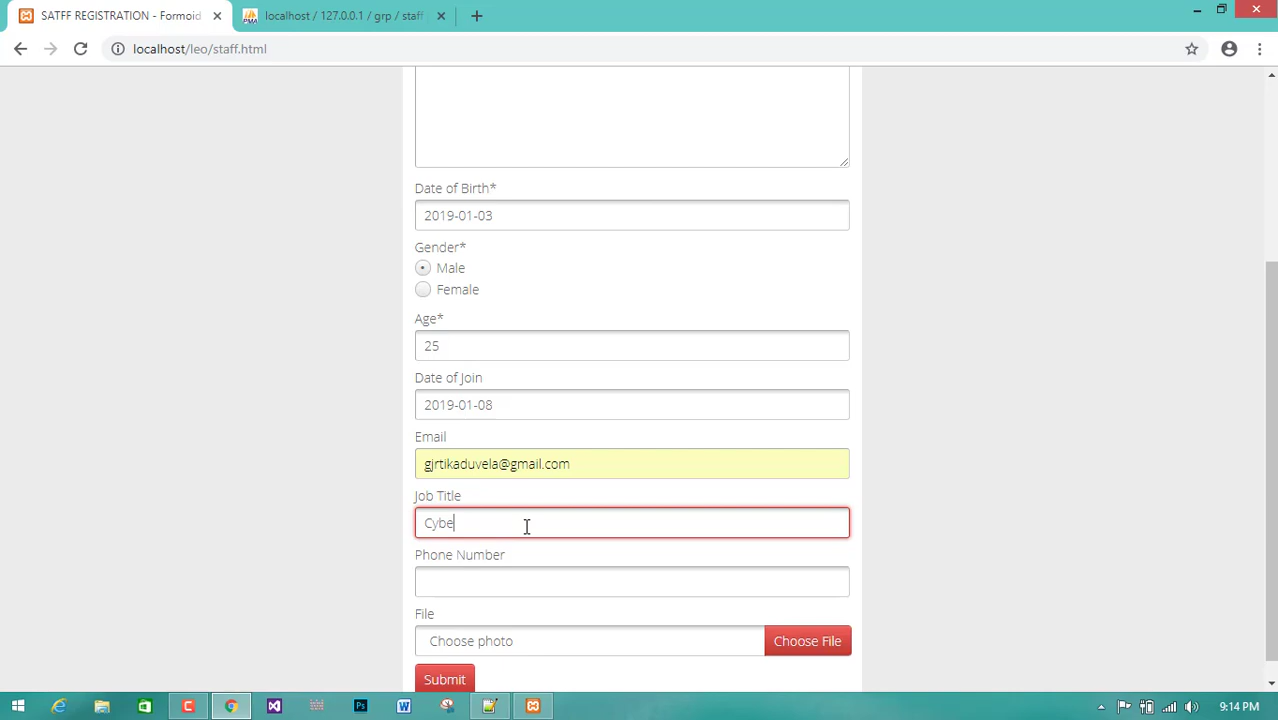 SATFF REGISTRATION - Formoid
localhost / 127.0.0.1 / grp / staff
localhost/leo/staff.html
Date of Birth*
2019-01-03
Gender*
Male
Female
Age*
25
Date of Join
2019-01-08
Email
gjrtikaduvela@gmail.com
Job Title
Cybe
Phone Number
File
Choose photo
Choose File
Submit
9:14 PM